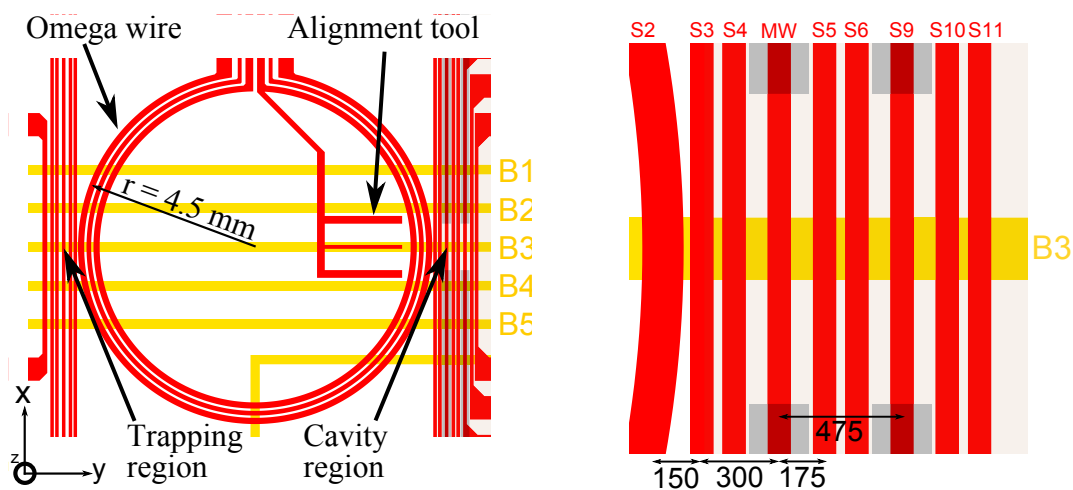 Omega wire
Alignment tool
r = 4.5 mm
B1
B2
B3
B4
B5
x
z
y
Trapping
region
Cavity
region
S2 S3 S4 MW S5 S6 S9 S10 S11
B3
475
150 300 175